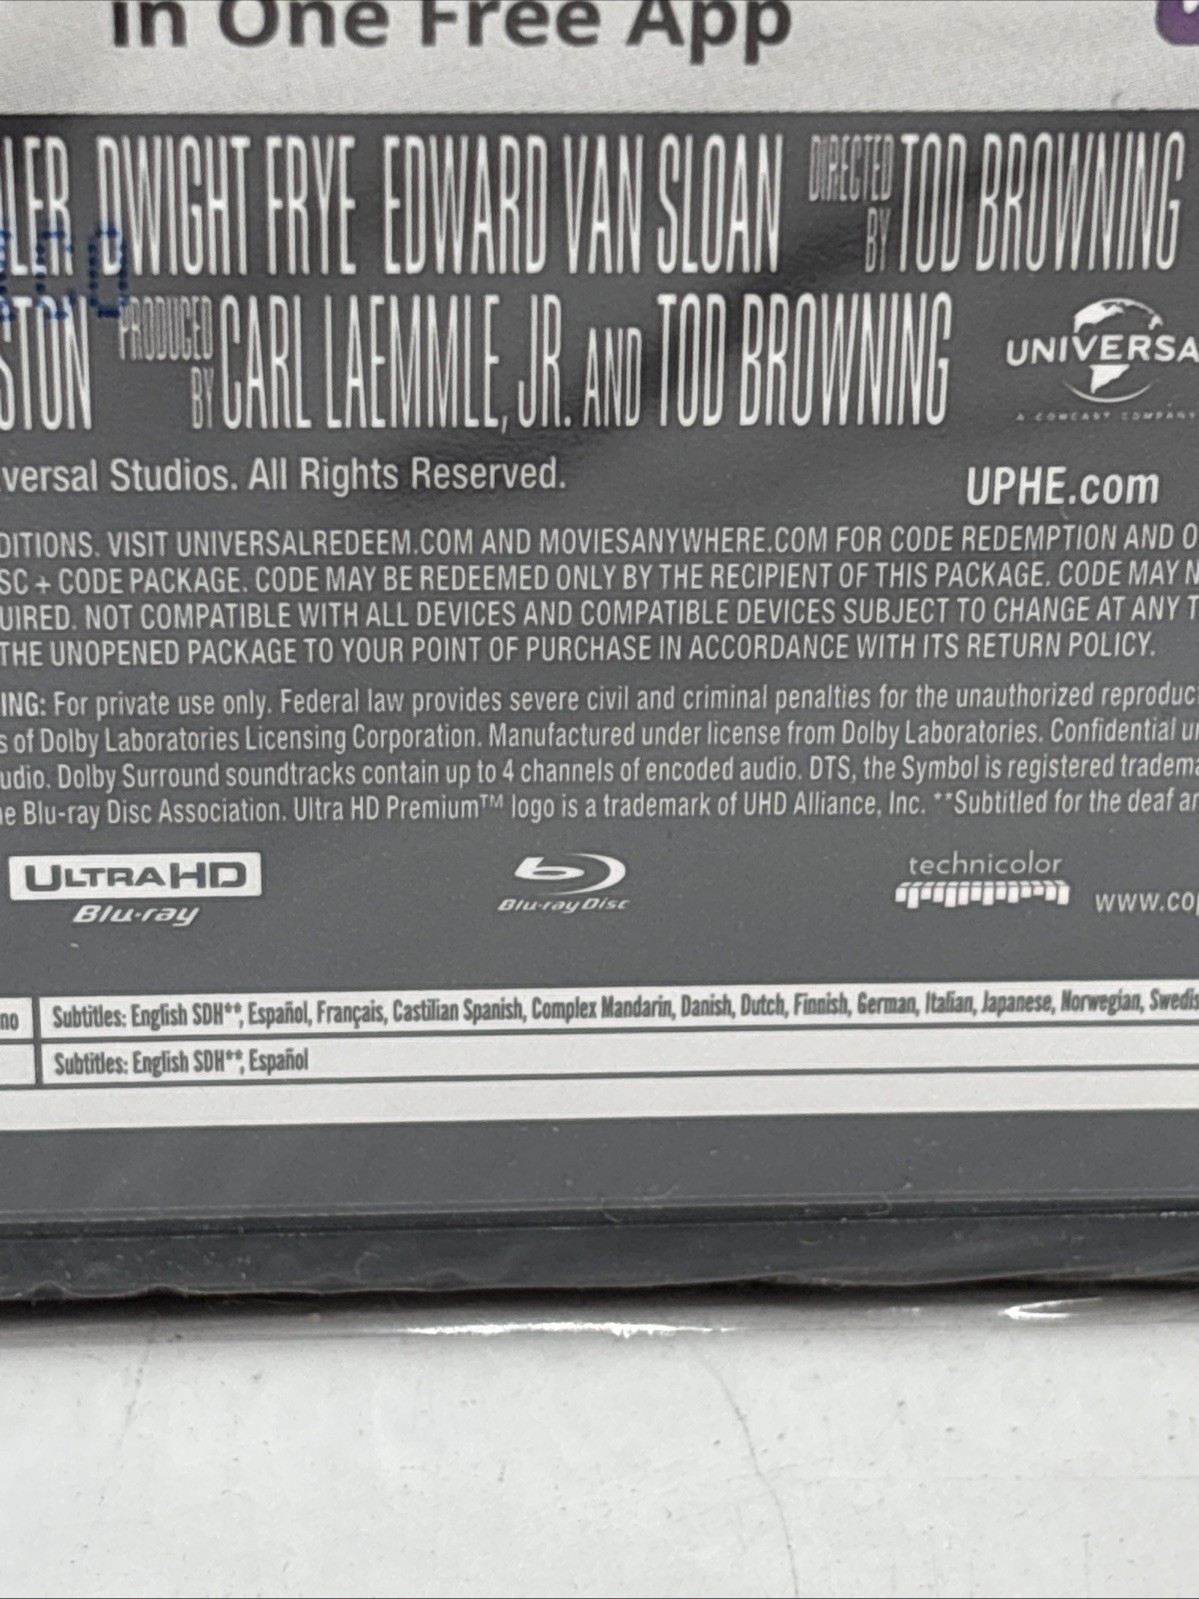 in One Free App
LER DWIGHT FRYE EDWARD VAN SLOAN DIRECTED BY TOD BROWNING
STON PRODUCED BY CARL LAEMMLE, JR. AND TOD BROWNING
UNIVERSA
A COMCAST COMPANY
versal Studios. All Rights Reserved.
UPHE.com
DITIONS. VISIT UNIVERSALREDEEM.COM AND MOVIESANYWHERE.COM FOR CODE REDEMPTION AND O
SC + CODE PACKAGE. CODE MAY BE REDEEMED ONLY BY THE RECIPIENT OF THIS PACKAGE. CODE MAY N
UIRED. NOT COMPATIBLE WITH ALL DEVICES AND COMPATIBLE DEVICES SUBJECT TO CHANGE AT ANY T
THE UNOPENED PACKAGE TO YOUR POINT OF PURCHASE IN ACCORDANCE WITH ITS RETURN POLICY.
ING: For private use only. Federal law provides severe civil and criminal penalties for the unauthorized reproduc
s of Dolby Laboratories Licensing Corporation. Manufactured under license from Dolby Laboratories. Confidential u
udio. Dolby Surround soundtracks contain up to 4 channels of encoded audio. DTS, the Symbol is registered tradema
e Blu-ray Disc Association. Ultra HD Premium™ logo is a trademark of UHD Alliance, Inc. **Subtitled for the deaf ar
ULTRA HD
Blu-ray
Blu-ray Disc
technicolor
www.cop
no
Subtitles: English SDH**, Español, Français, Castilian Spanish, Complex Mandarin, Danish, Dutch, Finnish, German, Italian, Japanese, Norwegian, Swedis
Subtitles: English SDH**, Español